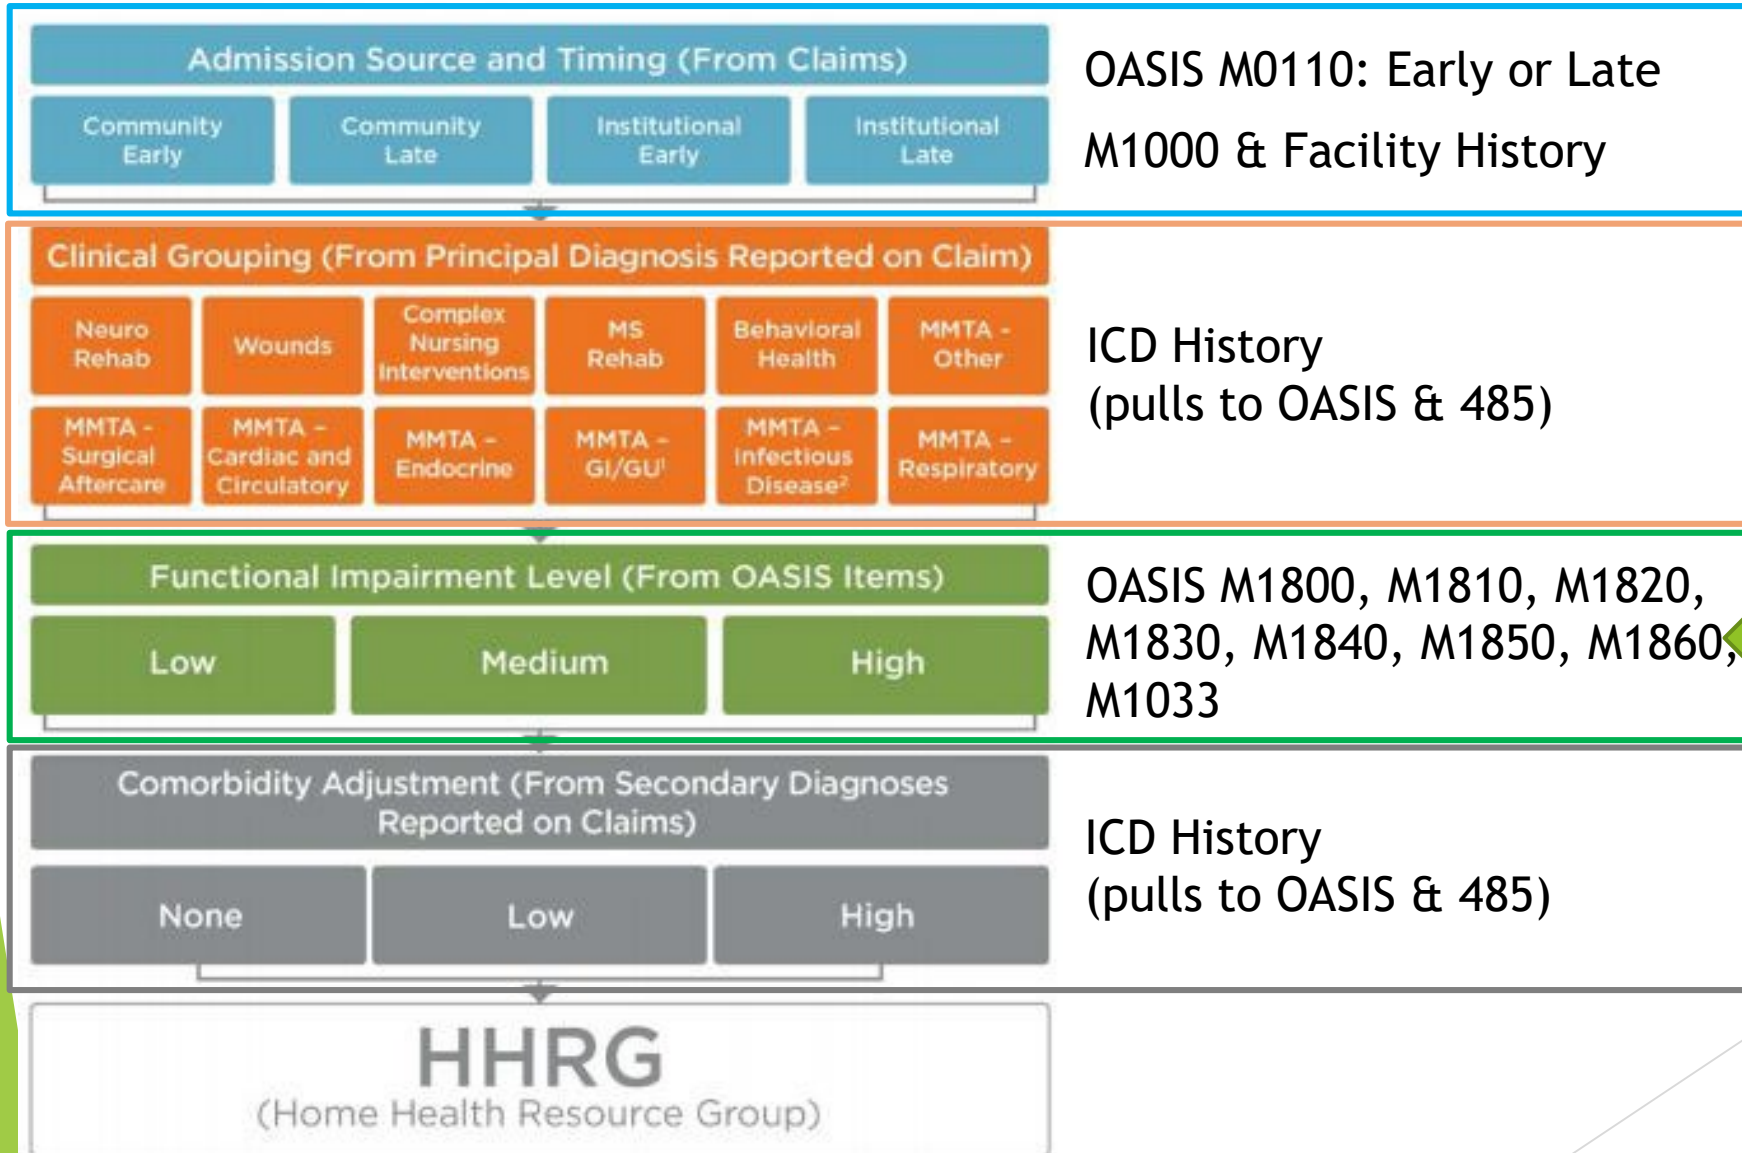 Admission Source and Timing (From Claims)
Community
Early
Community
Late
Institutional
Early
Institutional
Late
OASIS M0110: Early or Late
M1000 & Facility History
Clinical Grouping (From Principal Diagnosis Reported on Claim)
Neuro
Rehab
Wounds
Complex
Nursing
Interventions
MS
Rehab
Behavioral
Health
MMTA -
Other
MMTA -
Surgical
Aftercare
MMTA –
Cardiac and
Circulatory
MMTA –
Endocrine
MMTA –
GI/GU¹
MMTA –
Infectious
Disease²
MMTA –
Respiratory
ICD History
(pulls to OASIS & 485)
Functional Impairment Level (From OASIS Items)
Low
Medium
High
OASIS M1800, M1810, M1820,
M1830, M1840, M1850, M1860,
M1033
Comorbidity Adjustment (From Secondary Diagnoses
Reported on Claims)
None
Low
High
ICD History
(pulls to OASIS & 485)
HHRG
(Home Health Resource Group)